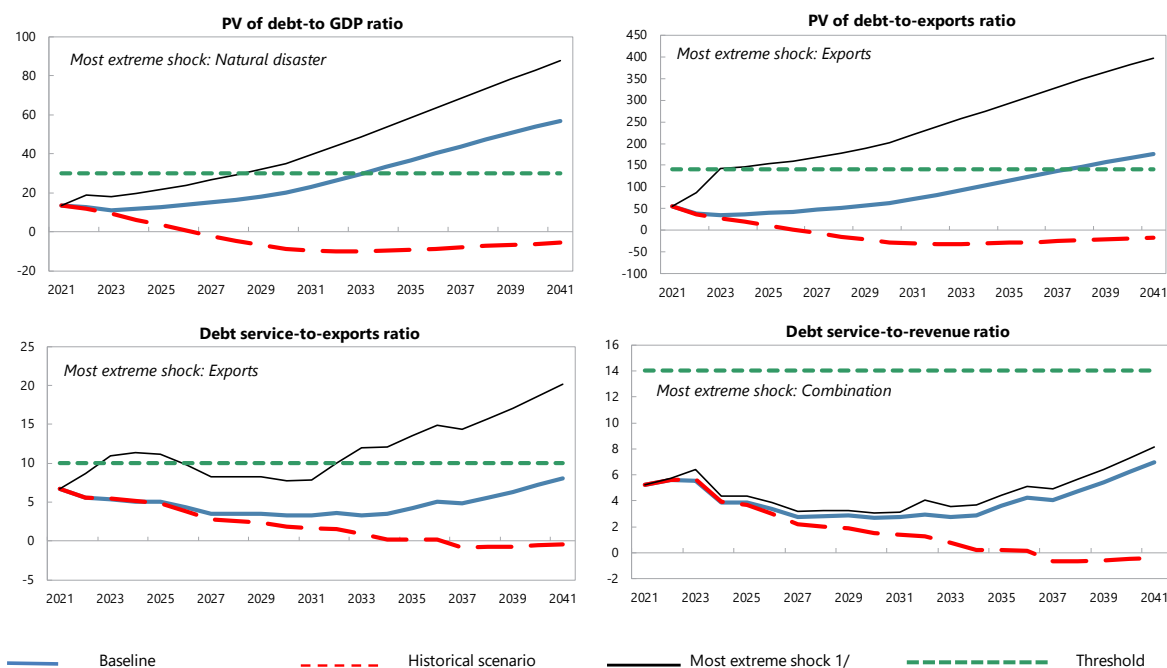 PV of debt-to GDP ratio
Most extreme shock: Natural disaster
100
80
60
40
20
0
-20
2021 2023 2025 2027 2029 2031 2033 2035 2037 2039 2041
PV of debt-to-exports ratio
Most extreme shock: Exports
450
400
350
300
250
200
150
100
50
0
-50
-100
2021 2023 2025 2027 2029 2031 2033 2035 2037 2039 2041
Debt service-to-exports ratio
Most extreme shock: Exports
25
20
15
10
5
0
-5
2021 2023 2025 2027 2029 2031 2033 2035 2037 2039 2041
Debt service-to-revenue ratio
Most extreme shock: Combination
16
14
12
10
8
6
4
2
0
-2
2021 2023 2025 2027 2029 2031 2033 2035 2037 2039 2041
Baseline Historical scenario Most extreme shock 1/ Threshold